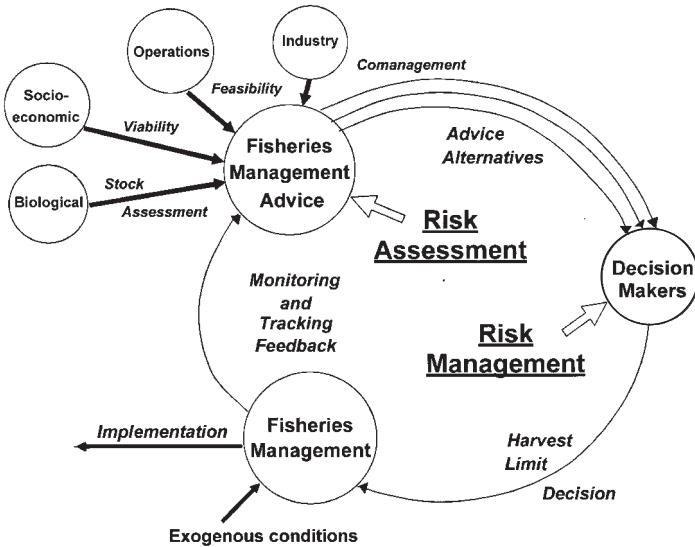 Industry
Operations
Comanagement
Feasibility
Socio-
economic
Viability
Advice
Alternatives
Fisheries
Management
Advice
Stock
Biological
Assessment
Risk
Assessment
Decision
Makers
Monitoring
and
Tracking
Feedback
Risk
Management
Implementation
Fisheries
Management
Harvest
Limit
Decision
Exogenous conditions